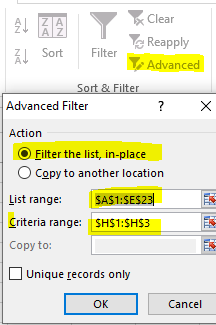 Clear
Reapply
Sort Filter Advanced
Sort & Filter
Advanced Filter
Action
Filter the list, in-place
Copy to another location
List range: $A$1:$E$23
Criteria range: $H$1:$H$3
Copy to:
Unique records only
OK Cancel